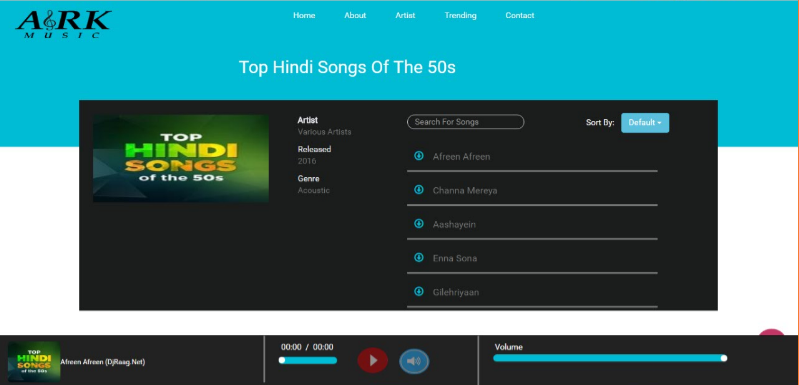 A&RK
MUSIC
Home About Artist Trending Contact
Top Hindi Songs Of The 50s
TOP
HINDI
SONGS
of the 50s
Artist
Various Artists
Released
2016
Genre
Acoustic
Search For Songs
Sort By: Default
Afreen Afreen
Channa Mereya
Aashayein
Enna Sona
Gilehriyaan
TOP
HINDI
SONGS
of the 50s
Afreen Afreen (DjRaag.Net)
00:00 / 00:00
Volume